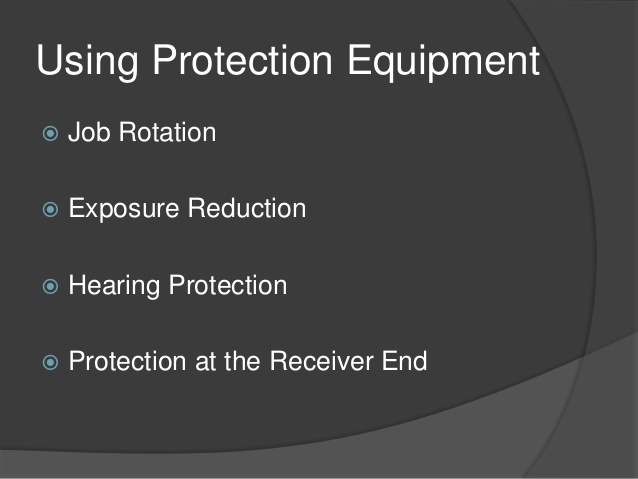 Using Protection Equipment
Job Rotation
Exposure Reduction
Hearing Protection
Protection at the Receiver End